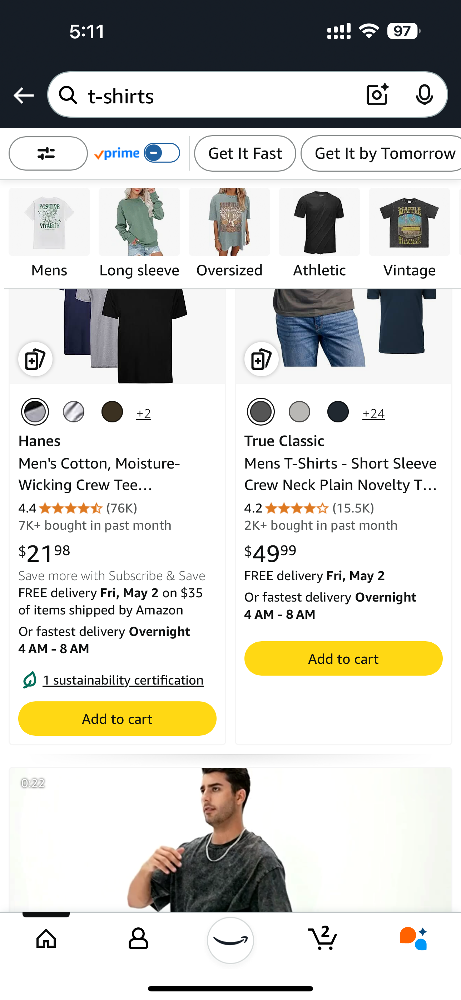 5:11
97
t-shirts
prime
Get It Fast
Get It by Tomorrow
POSITIVE
VITALITY
NASHVILLE
WAFFLE
HOUSE
Mens
Long sleeve
Oversized
Athletic
Vintage
+2
+24
Hanes
Men's Cotton, Moisture-
Wicking Crew Tee...
4.4
(76K)
7K+ bought in past month
$21.98
Save more with Subscribe & Save
FREE delivery Fri, May 2 on $35
of items shipped by Amazon
Or fastest delivery Overnight
4 AM - 8 AM
1 sustainability certification
Add to cart
True Classic
Mens T-Shirts - Short Sleeve
Crew Neck Plain Novelty T...
4.2
(15.5K)
2K+ bought in past month
$49.99
FREE delivery Fri, May 2
Or fastest delivery Overnight
4 AM - 8 AM
Add to cart
0:22
2